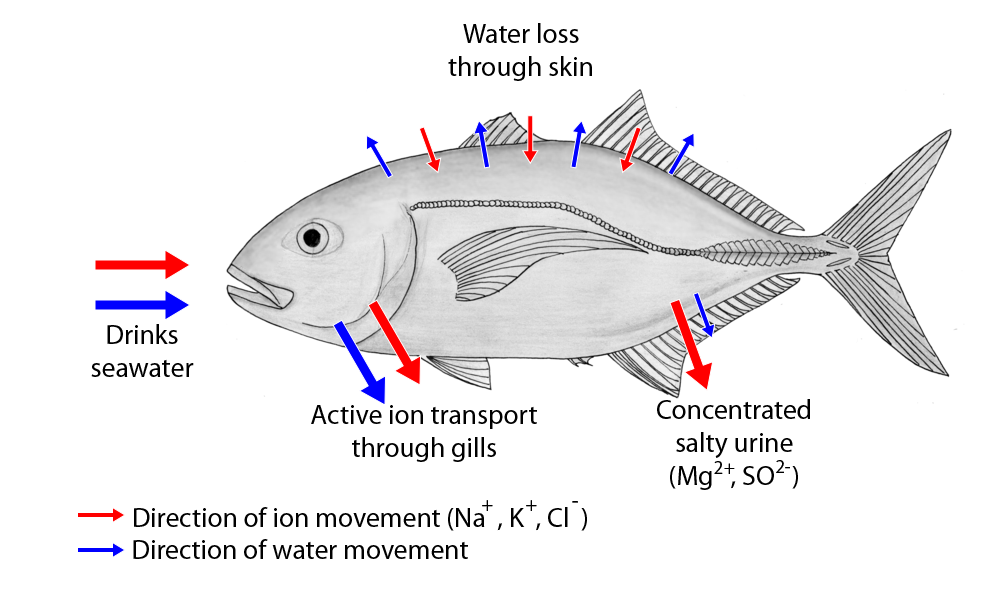 Water loss
through skin
Drinks
seawater
Active ion transport
through gills
Concentrated
salty urine
(Mg²⁺, SO²⁻)
Direction of ion movement (Na⁺, K⁺, Cl⁻)
Direction of water movement